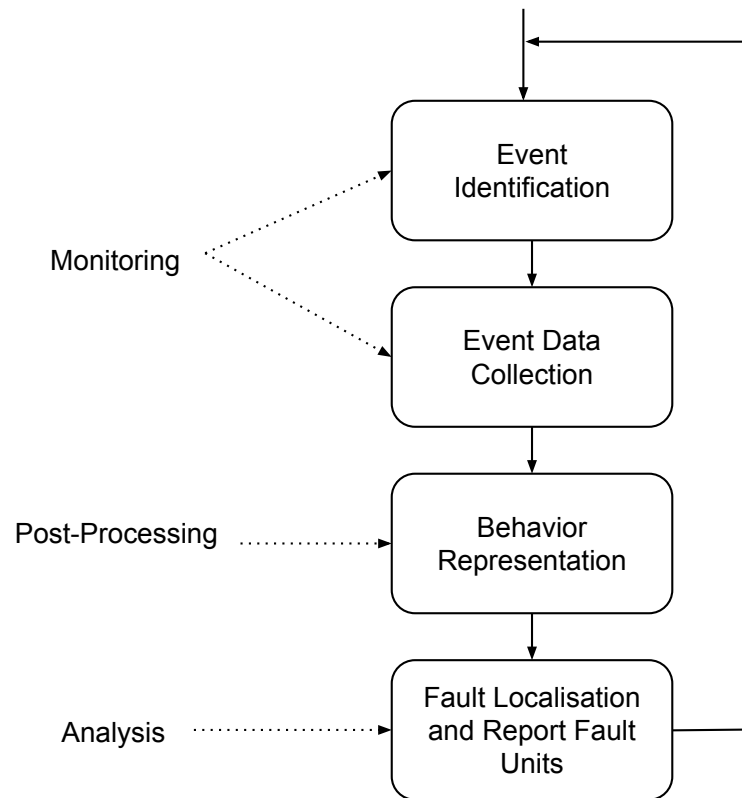 Event
Identification
Monitoring
Event Data
Collection
Post-Processing
Behavior
Representation
Analysis
Fault Localisation
and Report Fault
Units